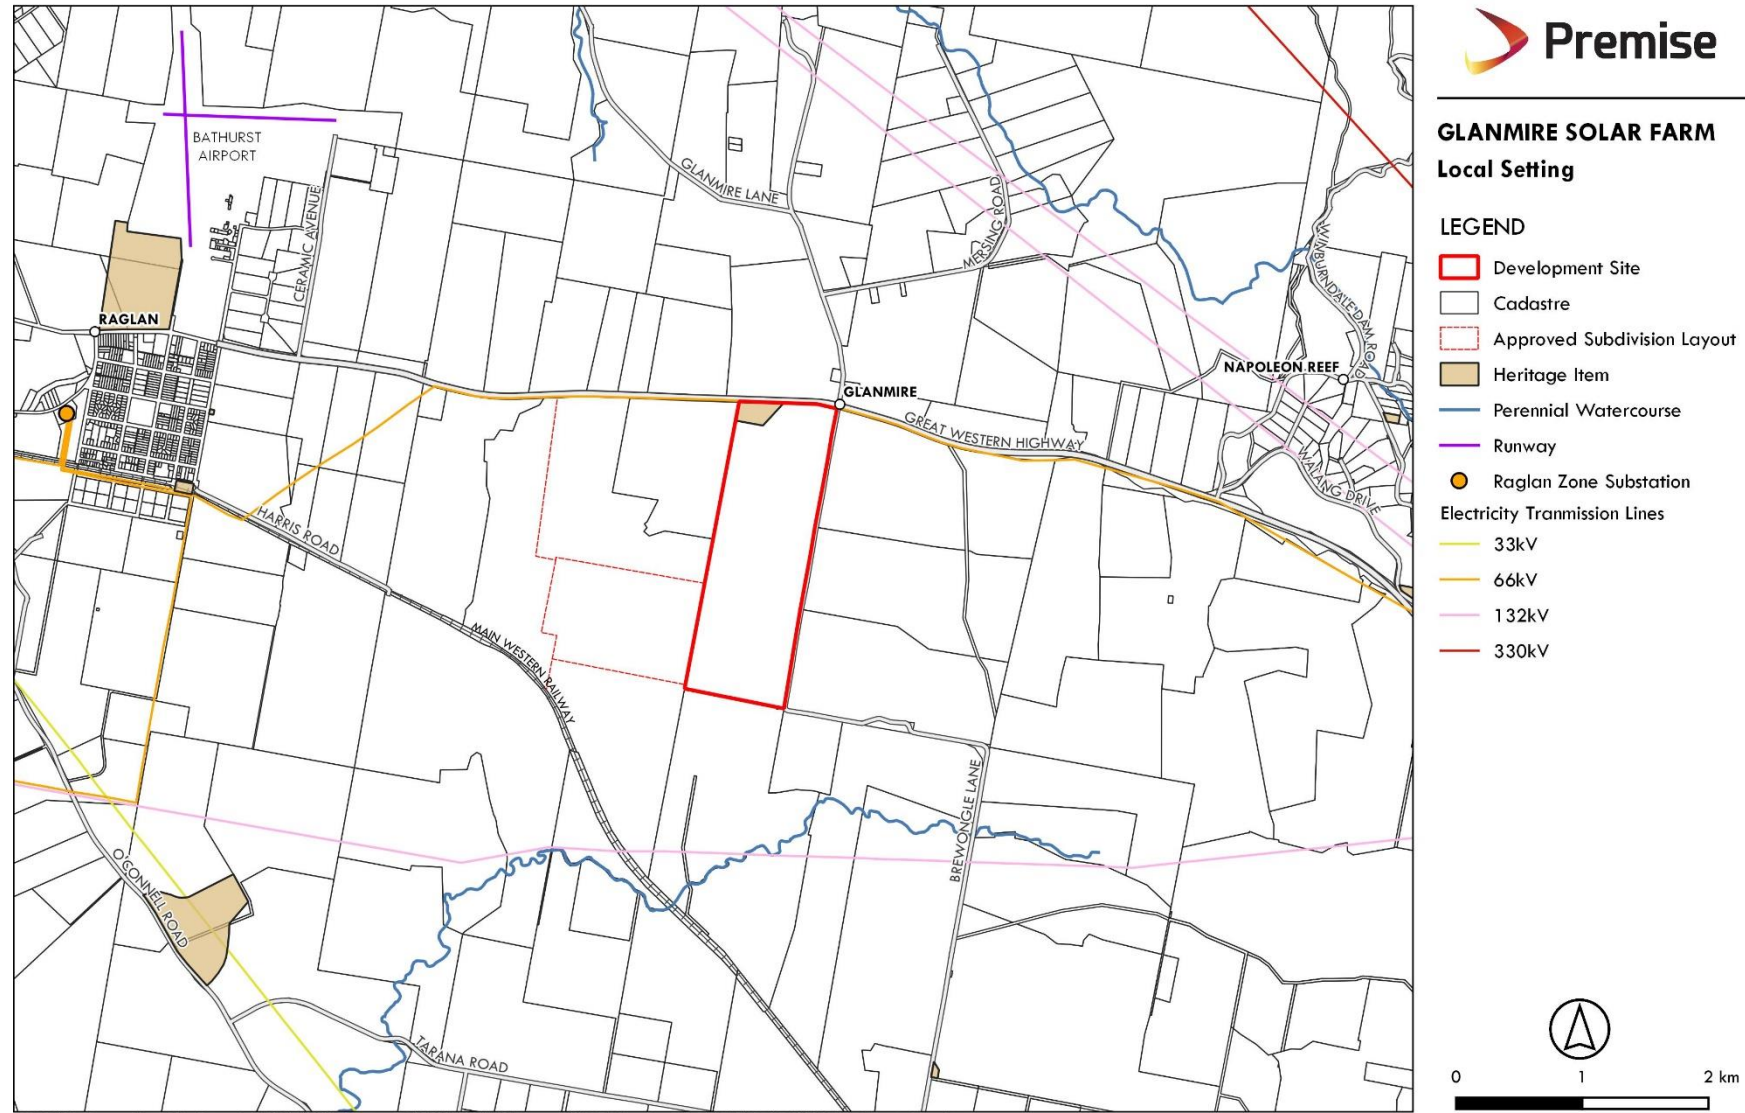 BATHURST
AIRPORT
CERAMIC AVENUE
RAGLAN
GLANMIRE LANE
MERSING ROAD
WINBURNDALE DAM ROAD
NAPOLEON REEF
GLANMIRE
GREAT WESTERN HIGHWAY
WALANG DRIVE
HARRIS ROAD
MAIN WESTERN RAILWAY
BREWONGLE LANE
O'CONNELL ROAD
TARANA ROAD
Premise
GLANMIRE SOLAR FARM
Local Setting
LEGEND
Development Site
Cadastre
Approved Subdivision Layout
Heritage Item
Perennial Watercourse
Runway
Raglan Zone Substation
Electricity Tranmission Lines
33kV
66kV
132kV
330kV
0 1 2 km